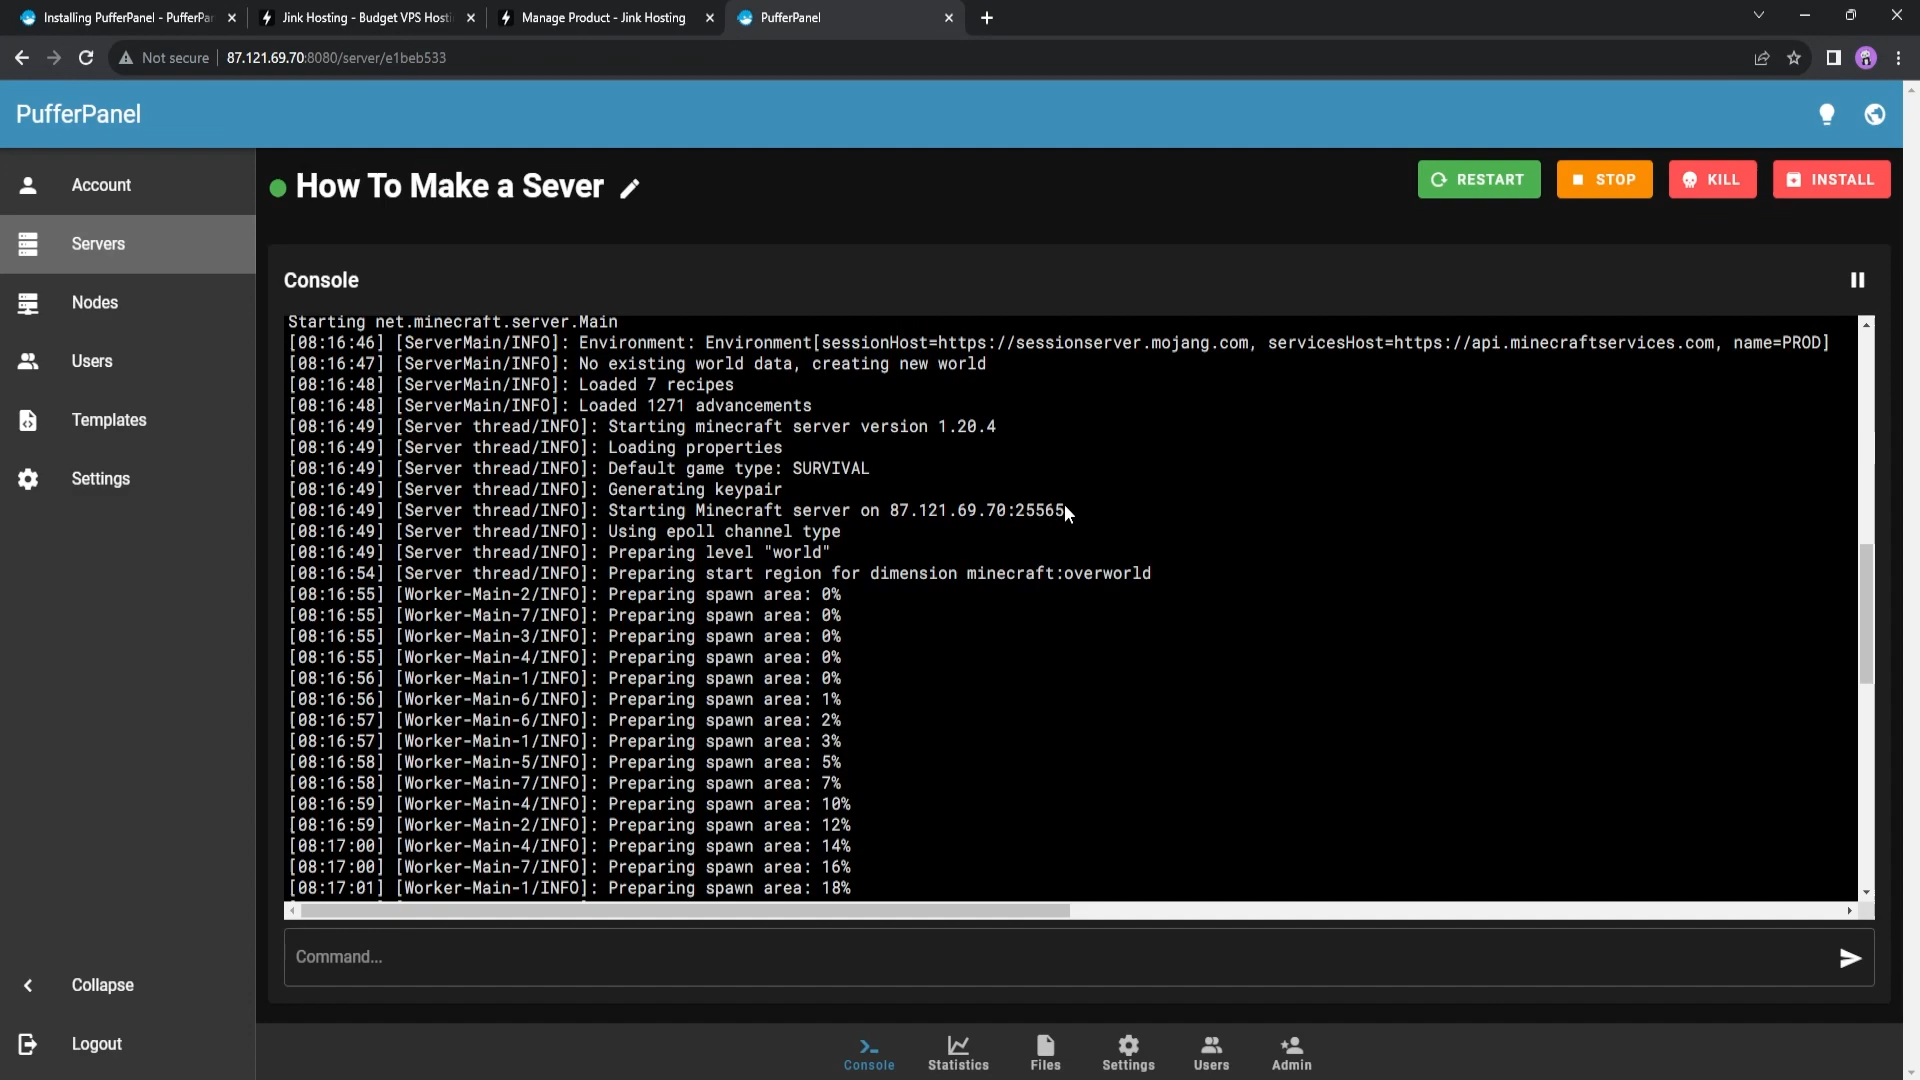 Installing PufferPanel - PufferPar
Jink Hosting - Budget VPS Hosti
Manage Product - Jink Hosting
PufferPanel
Not secure
87.121.69.70:8080/server/e1beb533
PufferPanel
Account
Servers
Nodes
Users
Templates
Settings
Collapse
Logout
How To Make a Sever
RESTART
STOP
KILL
INSTALL
Console
Starting net.minecraft.server.Main
[08:16:46] [ServerMain/INFO]: Environment: Environment[sessionHost=https://sessionserver.mojang.com, servicesHost=https://api.minecraftservices.com, name=PROD]
[08:16:47] [ServerMain/INFO]: No existing world data, creating new world
[08:16:48] [ServerMain/INFO]: Loaded 7 recipes
[08:16:48] [ServerMain/INFO]: Loaded 1271 advancements
[08:16:49] [Server thread/INFO]: Starting minecraft server version 1.20.4
[08:16:49] [Server thread/INFO]: Loading properties
[08:16:49] [Server thread/INFO]: Default game type: SURVIVAL
[08:16:49] [Server thread/INFO]: Generating keypair
[08:16:49] [Server thread/INFO]: Starting Minecraft server on 87.121.69.70:25565
[08:16:49] [Server thread/INFO]: Using epoll channel type
[08:16:49] [Server thread/INFO]: Preparing level "world"
[08:16:54] [Server thread/INFO]: Preparing start region for dimension minecraft:overworld
[08:16:55] [Worker-Main-2/INFO]: Preparing spawn area: 0%
[08:16:55] [Worker-Main-7/INFO]: Preparing spawn area: 0%
[08:16:55] [Worker-Main-3/INFO]: Preparing spawn area: 0%
[08:16:55] [Worker-Main-4/INFO]: Preparing spawn area: 0%
[08:16:56] [Worker-Main-1/INFO]: Preparing spawn area: 0%
[08:16:56] [Worker-Main-6/INFO]: Preparing spawn area: 1%
[08:16:57] [Worker-Main-6/INFO]: Preparing spawn area: 2%
[08:16:57] [Worker-Main-1/INFO]: Preparing spawn area: 3%
[08:16:58] [Worker-Main-5/INFO]: Preparing spawn area: 5%
[08:16:58] [Worker-Main-7/INFO]: Preparing spawn area: 7%
[08:16:59] [Worker-Main-4/INFO]: Preparing spawn area: 10%
[08:16:59] [Worker-Main-2/INFO]: Preparing spawn area: 12%
[08:17:00] [Worker-Main-4/INFO]: Preparing spawn area: 14%
[08:17:00] [Worker-Main-7/INFO]: Preparing spawn area: 16%
[08:17:01] [Worker-Main-1/INFO]: Preparing spawn area: 18%
Command...
Console
Statistics
Files
Settings
Users
Admin